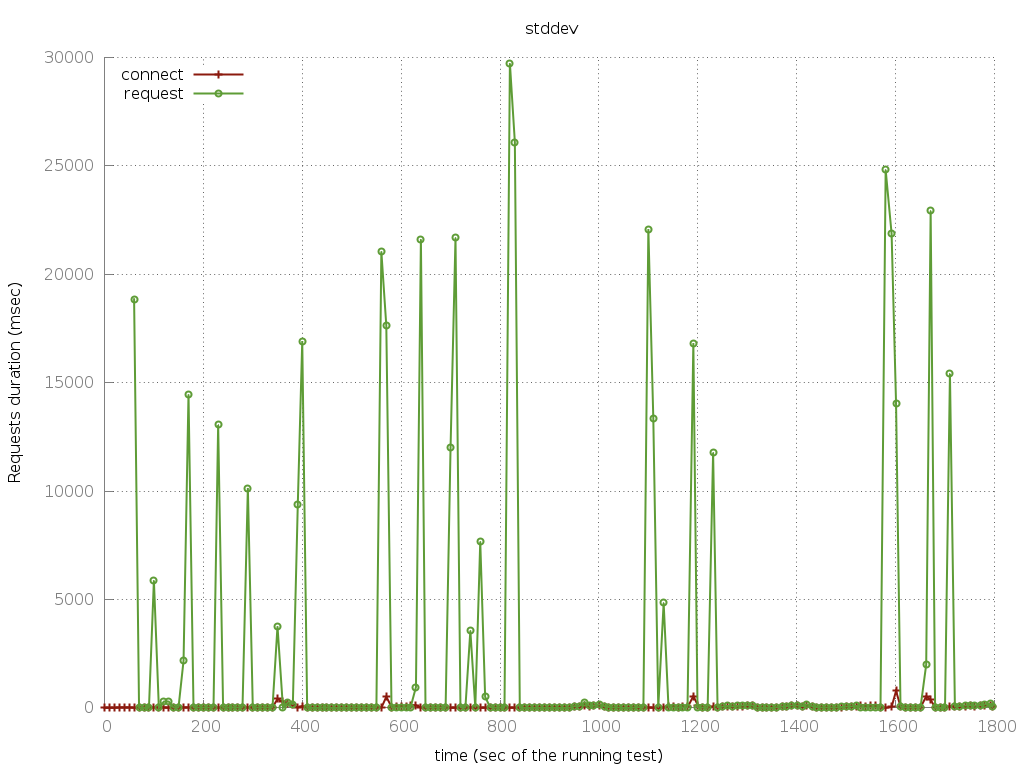 stddev
30000
25000
20000
15000
10000
5000
0
Requests duration (msec)
connect
request
0 200 400 600 800 1000 1200 1400 1600 1800
time (sec of the running test)